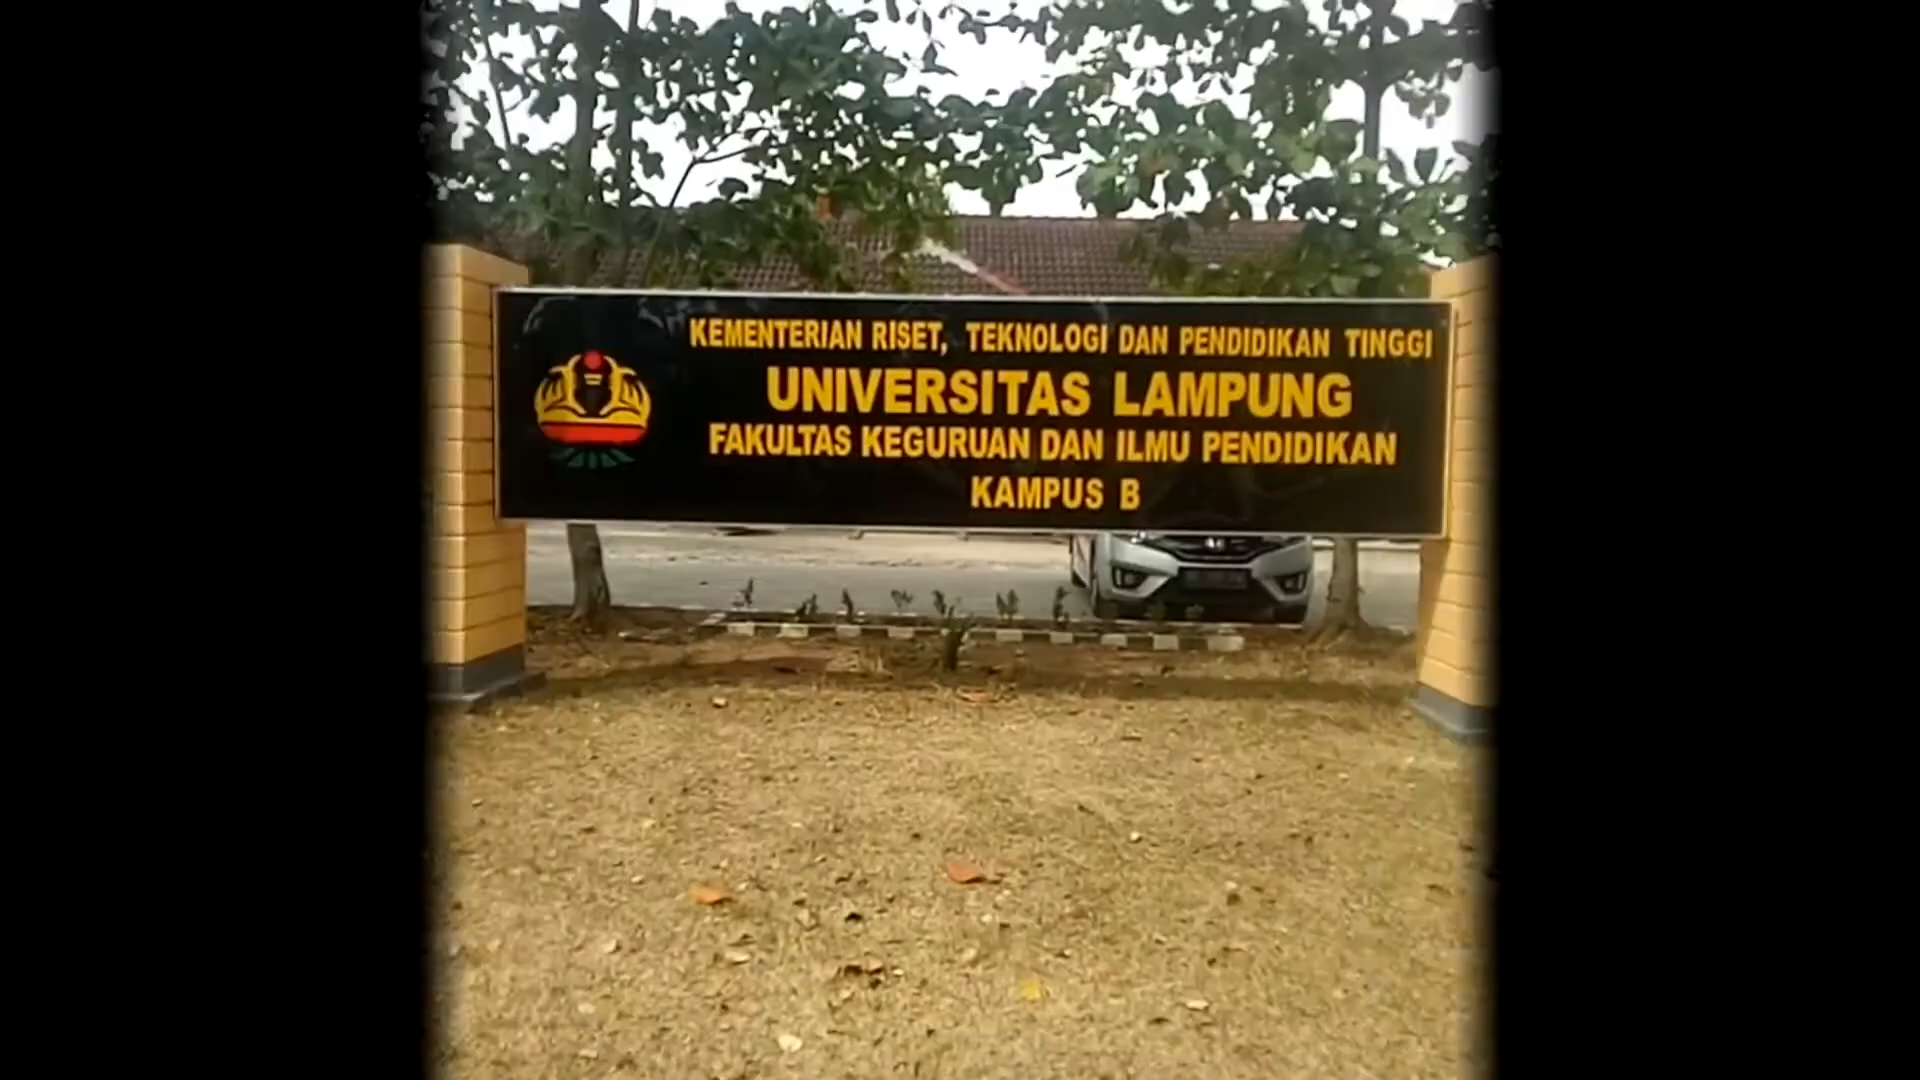 KEMENTERIAN RISET, TEKNOLOGI DAN PENDIDIKAN TINGGI
UNIVERSITAS LAMPUNG
FAKULTAS KEGURUAN DAN ILMU PENDIDIKAN
KAMPUS B